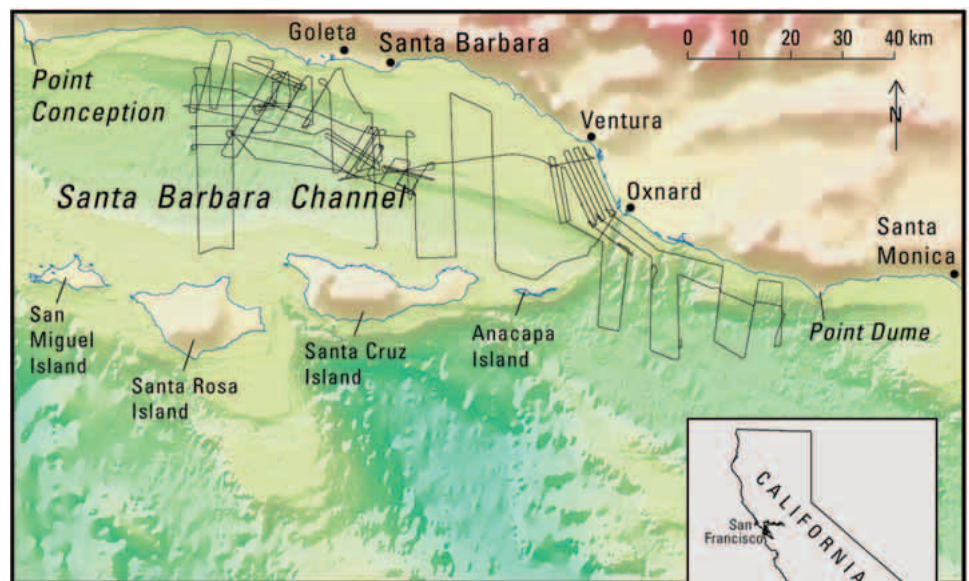 Goleta
Santa Barbara
0 10 20 30 40 km
Point
Conception
N
Ventura
Santa Barbara Channel
Oxnard
Santa
Monica
San
Miguel
Island
Santa Rosa
Island
Santa Cruz
Island
Anacapa
Island
Point Dume
CALIFORNIA
San
Francisco